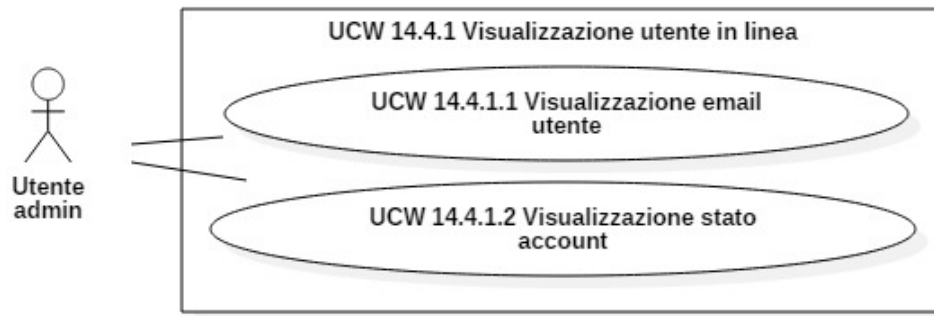 UCW 14.4.1 Visualizzazione utente in linea
UCW 14.4.1.1 Visualizzazione email
utente
Utente
admin
UCW 14.4.1.2 Visualizzazione stato
account